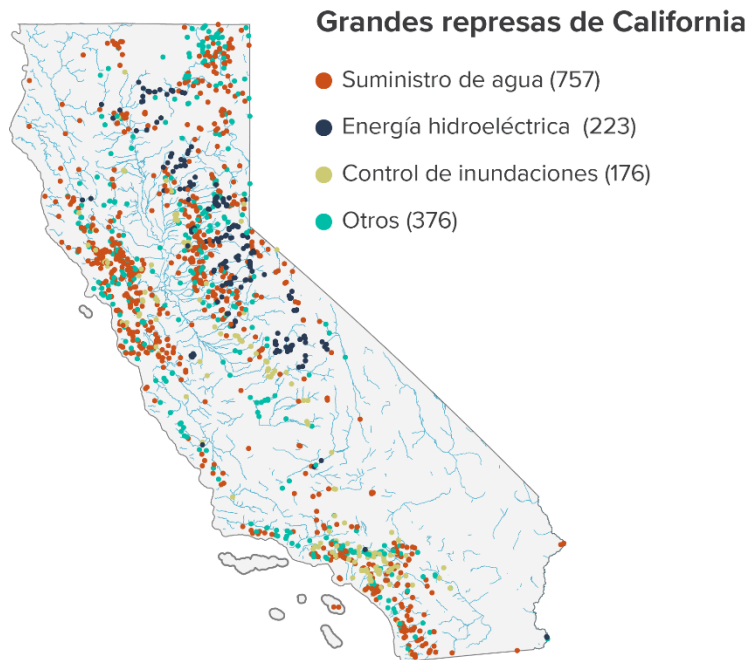 Grandes represas de California
Suministro de agua (757)
Energía hidroeléctrica (223)
Control de inundaciones (176)
Otros (376)